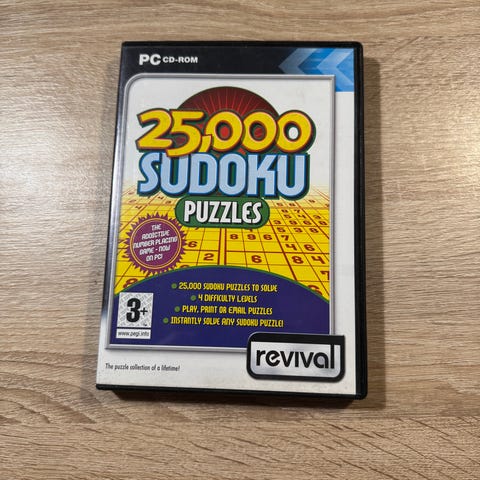 PC CD-ROM
25,000
SUDOKU
PUZZLES
THE
ADDICTIVE
NUMBER PLACING
GAME - NOW
ON PC!
25,000 SUDOKU PUZZLES TO SOLVE
4 DIFFICULTY LEVELS
PLAY, PRINT OR EMAIL PUZZLES
INSTANTLY SOLVE ANY SUDOKU PUZZLE!
3+
www.pegi.info
revival
The puzzle collection of a lifetime!